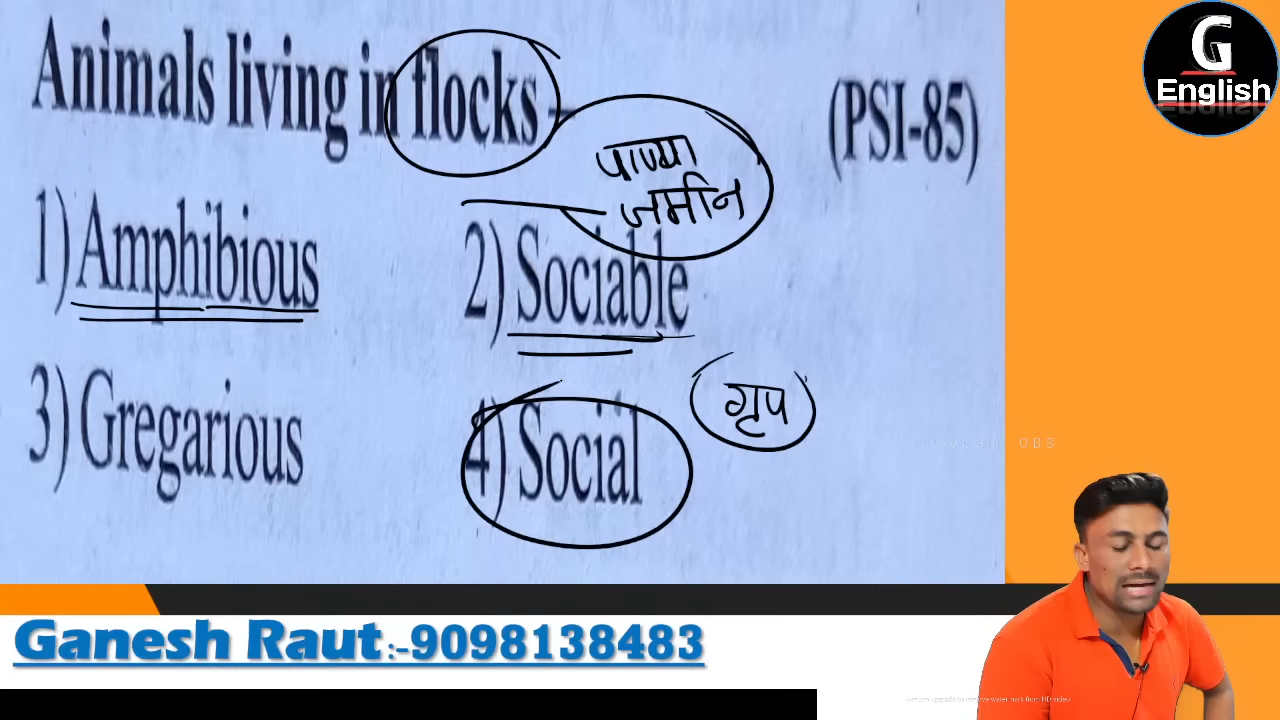 G
English
Animals living in flocks –
(PSI-85)
पाण्या
जमीन
1) Amphibious
2) Sociable
3) Gregarious
4) Social
गृप
OBS
Ganesh Raut:-9098138483